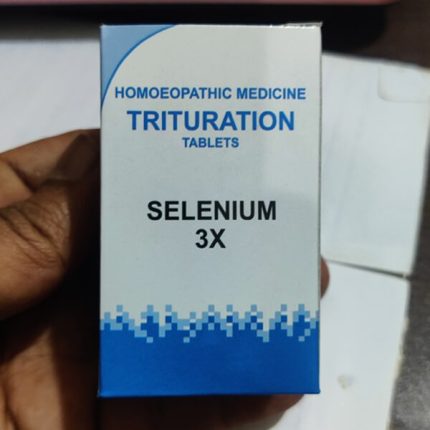 HOMOEOPATHIC MEDICINE
TRITURATION
TABLETS
SELENIUM
3X